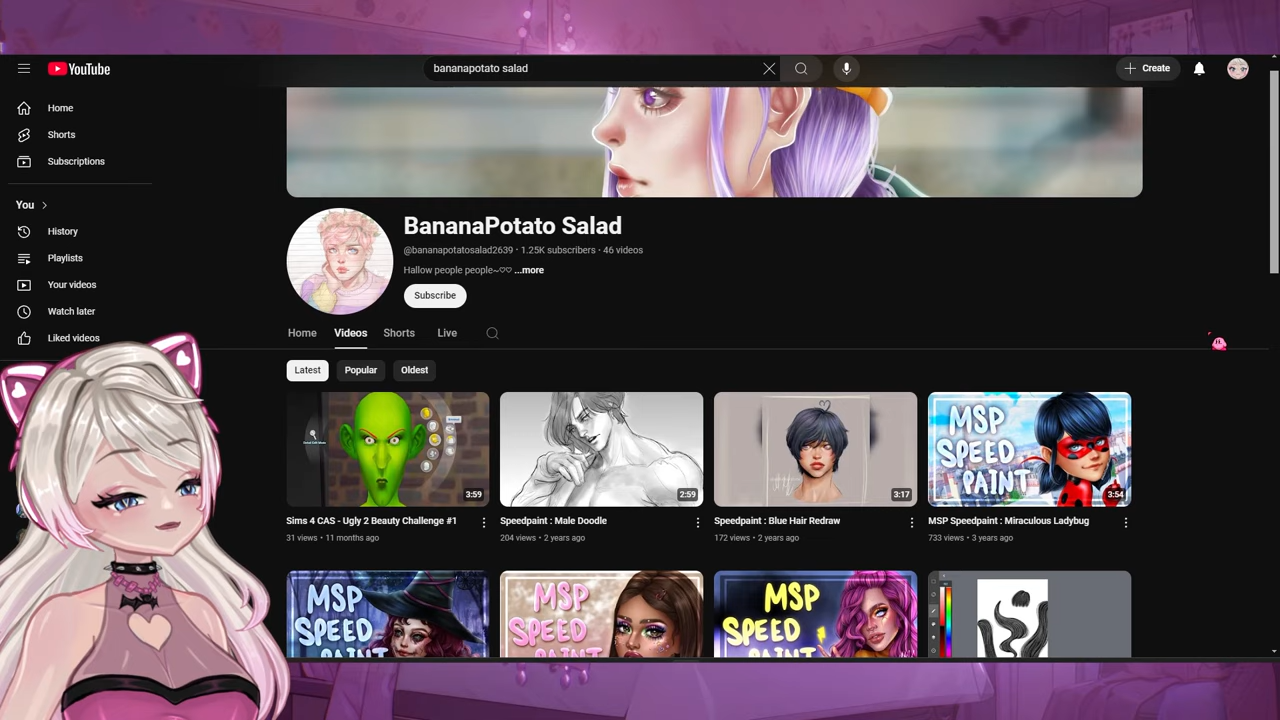 YouTube
bananapotato salad
Create
Home
Shorts
Subscriptions
You
History
Playlists
Your videos
Watch later
Liked videos
BananaPotato Salad
@bananapotatosalad2639 · 1.25K subscribers · 46 videos
Hallow people people~♡♡ ...more
Subscribe
Home Videos Shorts Live
Latest Popular Oldest
MSP
SPEED
PAINT
3:59 2:59 3:17 3:54
Sims 4 CAS - Ugly 2 Beauty Challenge #1 Speedpaint : Male Doodle Speedpaint : Blue Hair Redraw MSP Speedpaint : Miraculous Ladybug
31 views • 11 months ago 204 views • 2 years ago 172 views • 2 years ago 733 views • 3 years ago
MSP MSP MSP
SPEED SPEED SPEED
PAINT PAINT PAINT